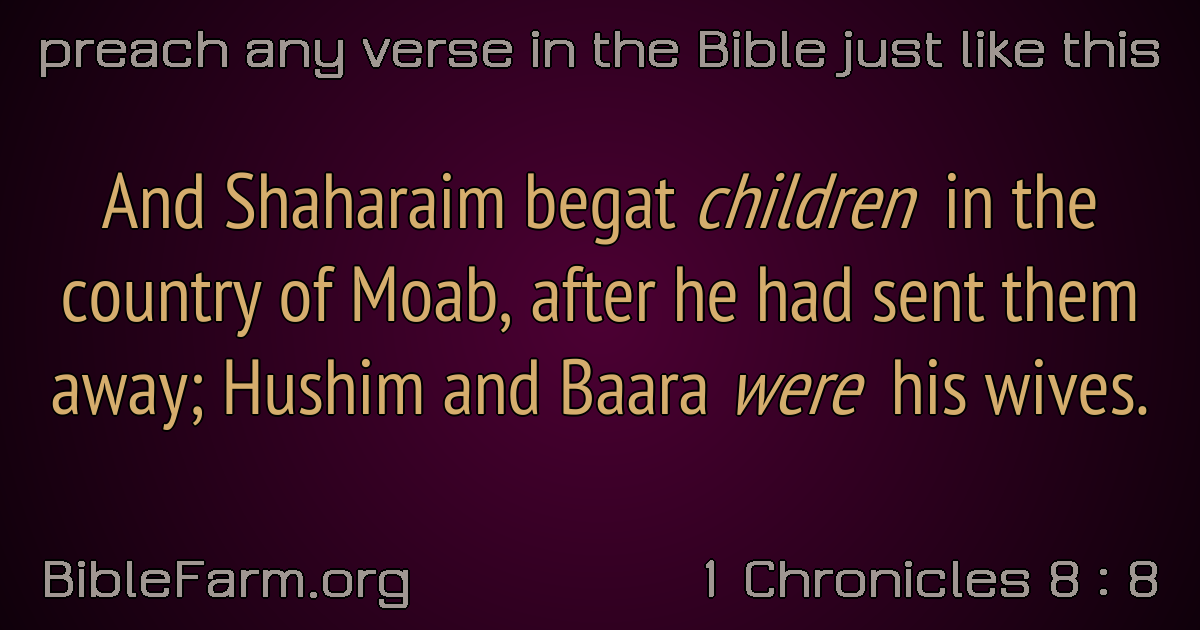 preach any verse in the Bible just like this
And Shaharaim begat children in the
country of Moab, after he had sent them
away; Hushim and Baara were his wives.
BibleFarm.org
1 Chronicles 8 : 8